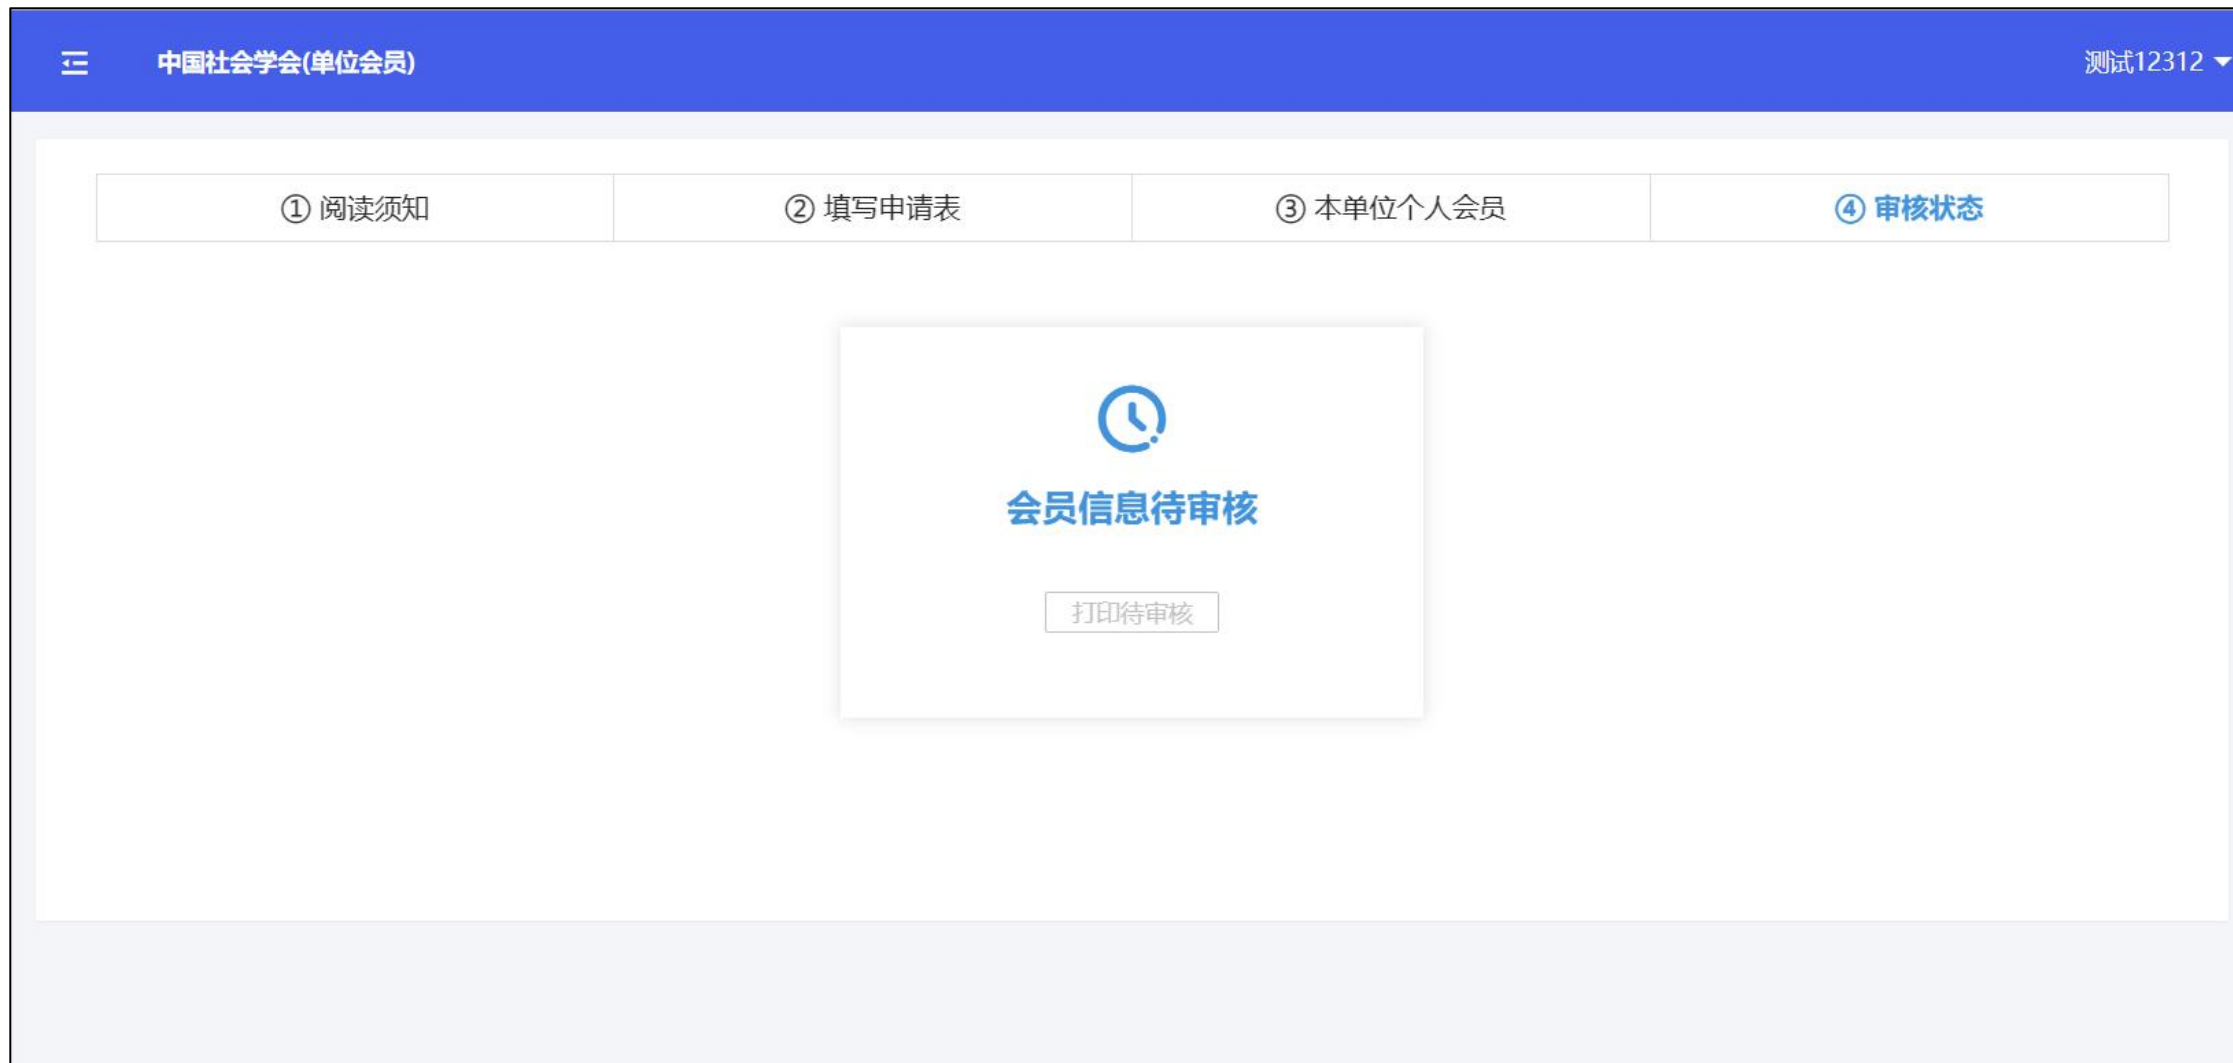 中国社会学会(单位会员)
测试12312
① 阅读须知
② 填写申请表
③ 本单位个人会员
④ 审核状态
会员信息待审核
打印待审核